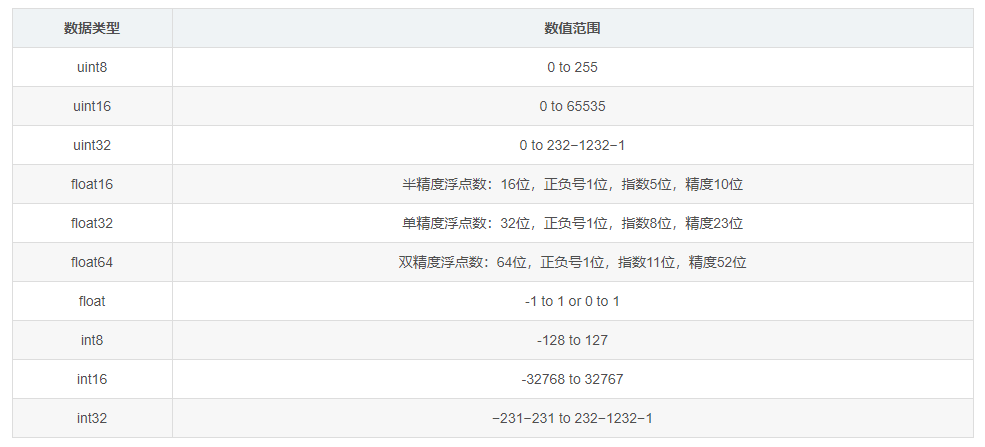 数据类型 数值范围
uint8 0 to 255
uint16 0 to 65535
uint32 0 to 232−1232−1
float16 半精度浮点数：16位，正负号1位，指数5位，精度10位
float32 单精度浮点数：32位，正负号1位，指数8位，精度23位
float64 双精度浮点数：64位，正负号1位，指数11位，精度52位
float -1 to 1 or 0 to 1
int8 -128 to 127
int16 -32768 to 32767
int32 −231−231 to 232−1232−1